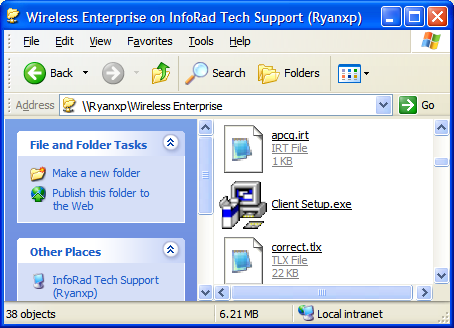 Wireless Enterprise on InfoRad Tech Support (Ryanxp)
File Edit View Favorites Tools Help
Back Search Folders
Address \\Ryanxp\Wireless Enterprise Go
File and Folder Tasks
Make a new folder
Publish this folder to
the Web
Other Places
InfoRad Tech Support
(Ryanxp)
apcq.irt
IRT File
1 KB
Client Setup.exe
correct.tlx
TLX File
22 KB
38 objects 6.21 MB Local intranet